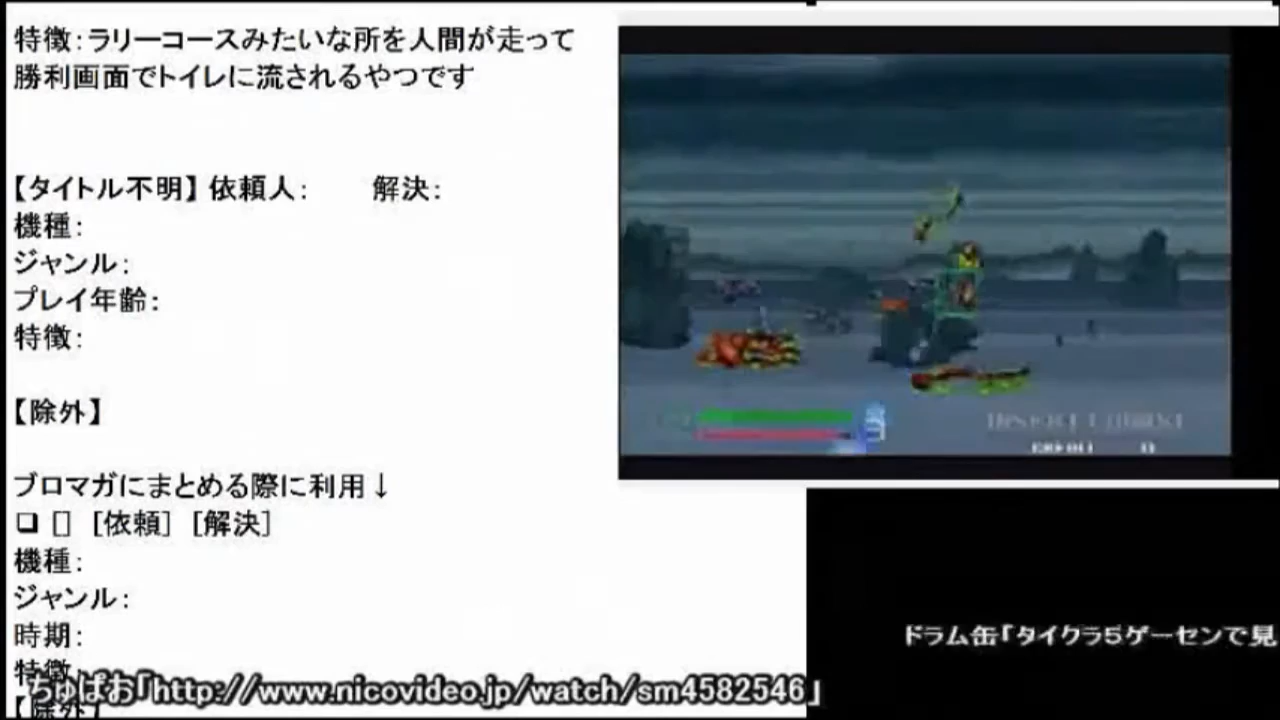 特徴:ラリーコースみたいな所を人間が走って
勝利画面でトイレに流されるやつです
【タイトル不明】依頼人: 解決:
機種:
ジャンル:
プレイ年齢:
特徴:
【除外】
ブロマガにまとめる際に利用↓
❏ [] [依頼] [解決]
機種:
ジャンル:
時期:
特徴:
【除外】
ちゅぱお「http://www.nicovideo.jp/watch/sm4582546」
ドラム缶「タイクラ5ゲーセンで見